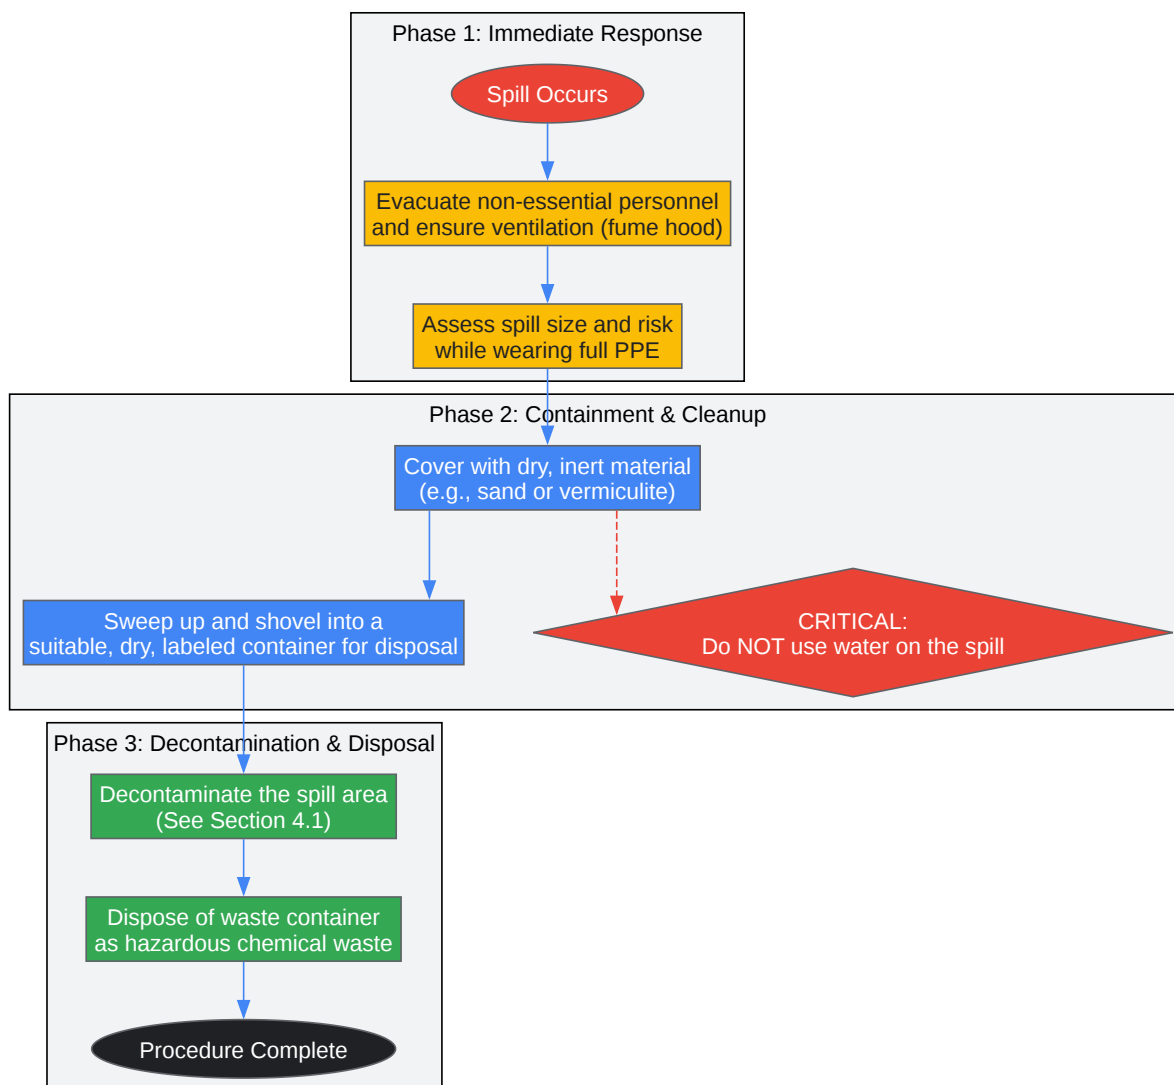 Phase 1: Immediate Response
Spill Occurs
Evacuate non-essential personnel
and ensure ventilation (fume hood)
Assess spill size and risk
while wearing full PPE
Phase 2: Containment & Cleanup
Cover with dry, inert material
(e.g., sand or vermiculite)
Sweep up and shovel into a
suitable, dry, labeled container for disposal
CRITICAL:
Do NOT use water on the spill
Phase 3: Decontamination & Disposal
Decontaminate the spill area
(See Section 4.1)
Dispose of waste container
as hazardous chemical waste
Procedure Complete